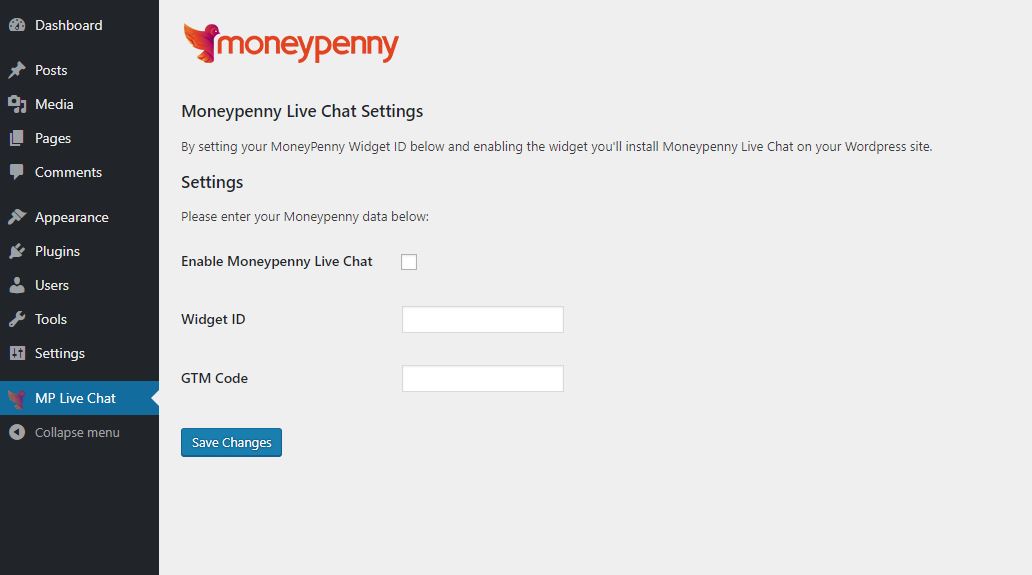 Dashboard
Posts
Media
Pages
Comments
Appearance
Plugins
Users
Tools
Settings
MP Live Chat
Collapse menu
moneypenny
Moneypenny Live Chat Settings
By setting your MoneyPenny Widget ID below and enabling the widget you'll install Moneypenny Live Chat on your Wordpress site.
Settings
Please enter your Moneypenny data below:
Enable Moneypenny Live Chat
Widget ID
GTM Code
Save Changes